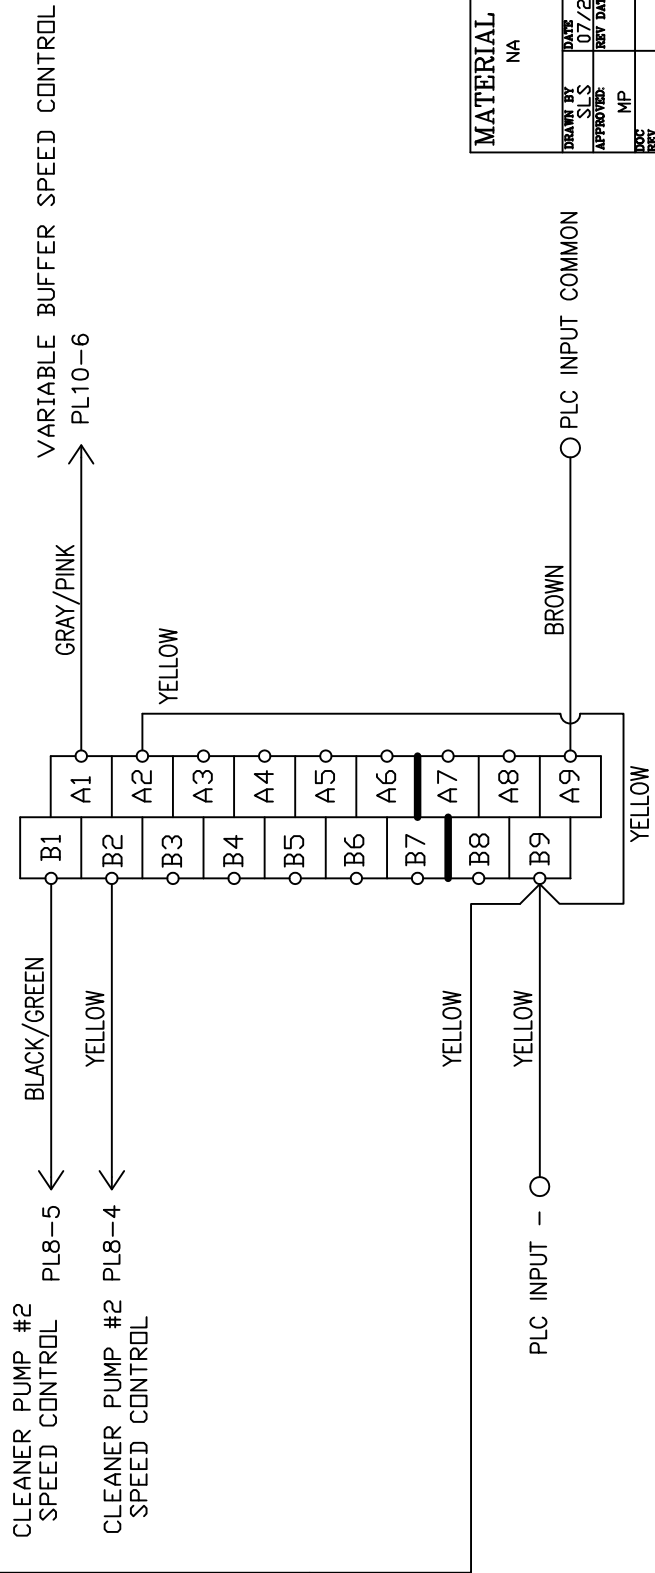 CLEANER PUMP #2
SPEED CONTROL
PL8-5
BLACK/GREEN
CLEANER PUMP #2
SPEED CONTROL
PL8-4
YELLOW
YELLOW
YELLOW
PLC INPUT -
B1
B2
B3
B4
B5
B6
B7
B8
B9
A1
A2
A3
A4
A5
A6
A7
A8
A9
GRAY/PINK
VARIABLE BUFFER SPEED CONTROL
PL10-6
YELLOW
BROWN
PLC INPUT COMMON
YELLOW
MATERIAL
NA
DRAWN BY
SLS
DATE
07/2
APPROVED:
MP
REV DAT
DOC
REV